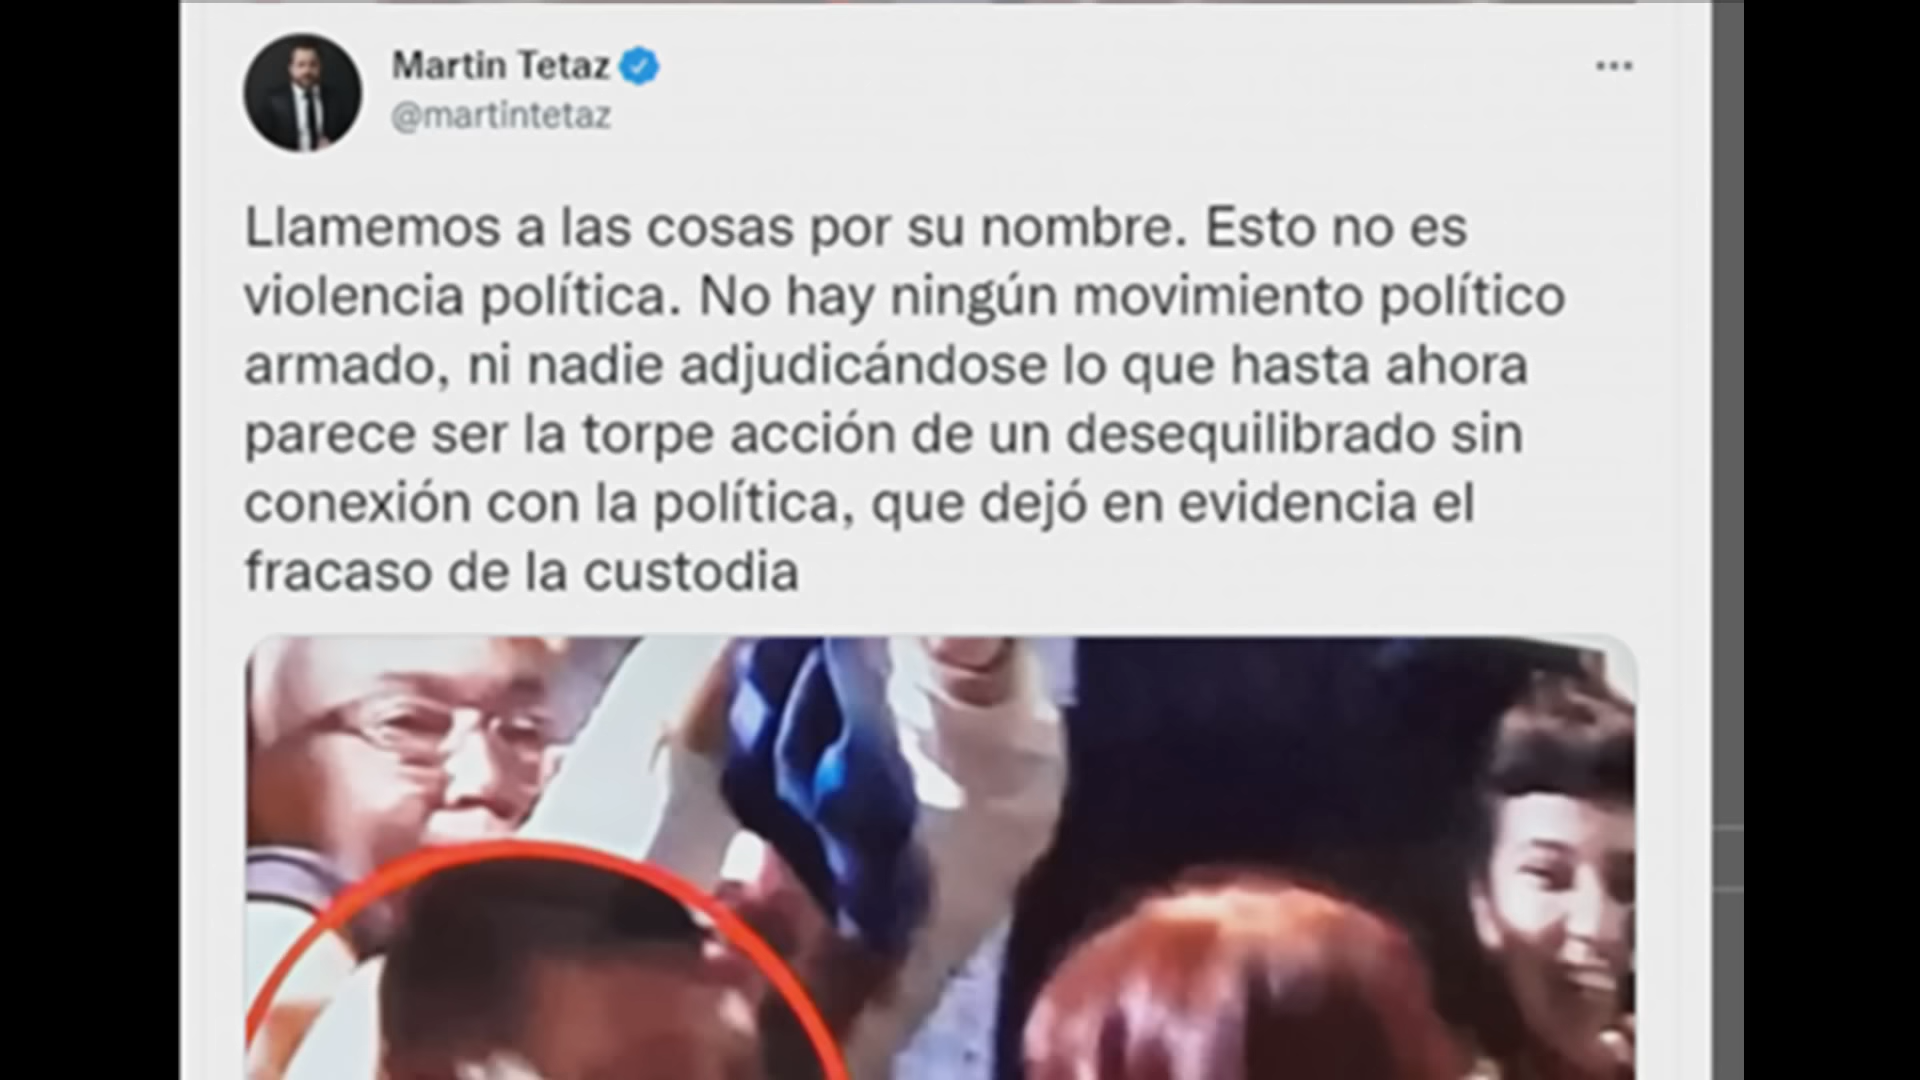 Martin Tetaz
@martintetaz
Llamemos a las cosas por su nombre. Esto no es
violencia política. No hay ningún movimiento político
armado, ni nadie adjudicándose lo que hasta ahora
parece ser la torpe acción de un desequilibrado sin
conexión con la política, que dejó en evidencia el
fracaso de la custodia